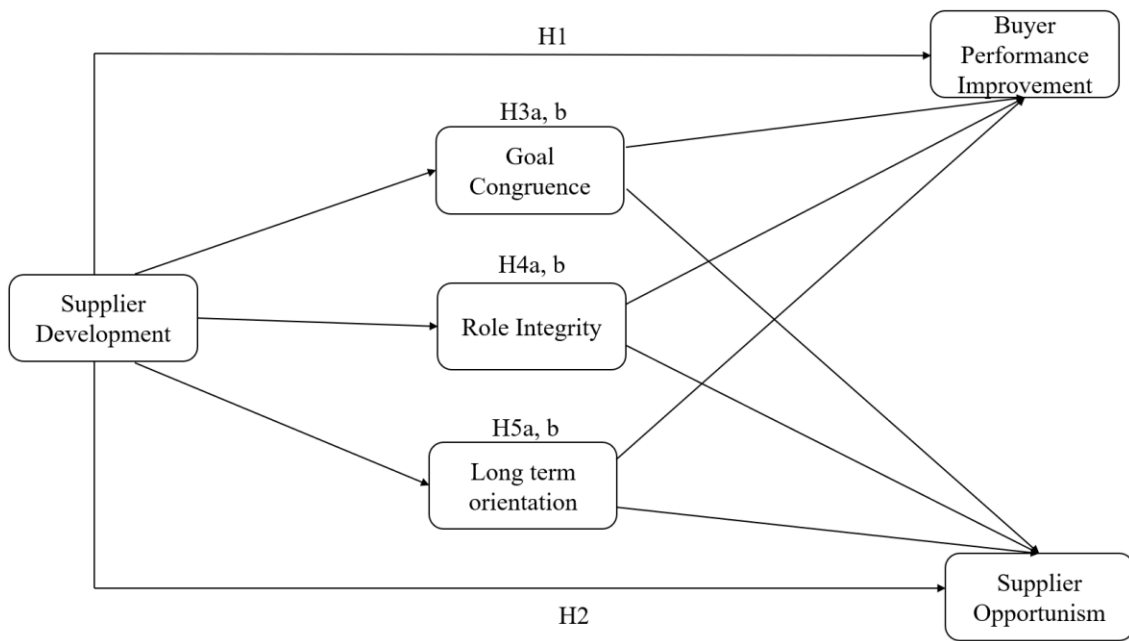 H1
Buyer
Performance
Improvement
H3a, b
Goal
Congruence
H4a, b
Supplier
Development
Role Integrity
H5a, b
Long term
orientation
H2
Supplier
Opportunism